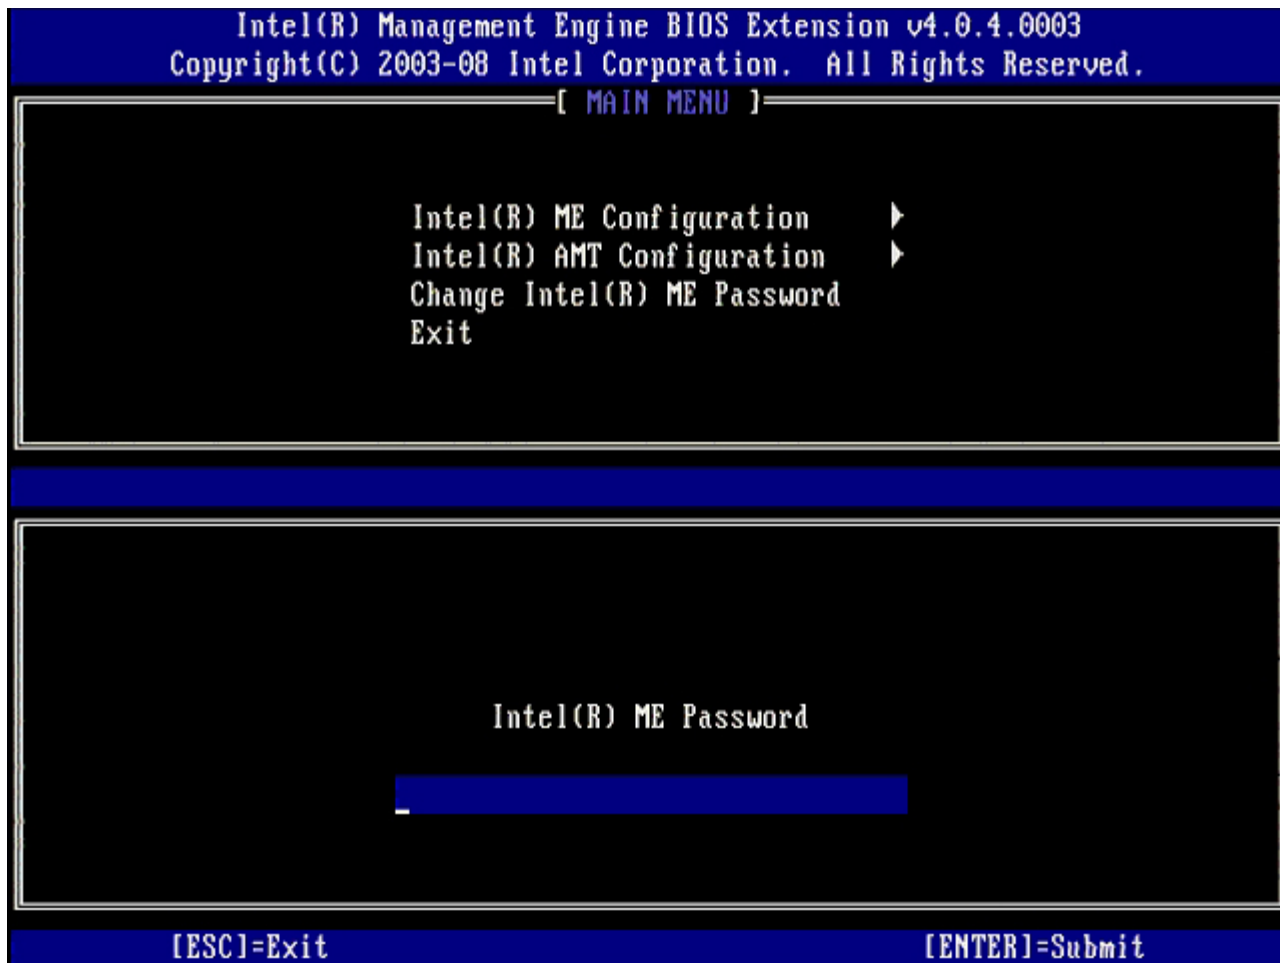 Intel(R) Management Engine BIOS Extension v4.0.4.0003
Copyright(C) 2003-08 Intel Corporation.  All Rights Reserved.
[ MAIN MENU ]
Intel(R) ME Configuration
Intel(R) AMT Configuration
Change Intel(R) ME Password
Exit
Intel(R) ME Password
[ESC]=Exit [ENTER]=Submit